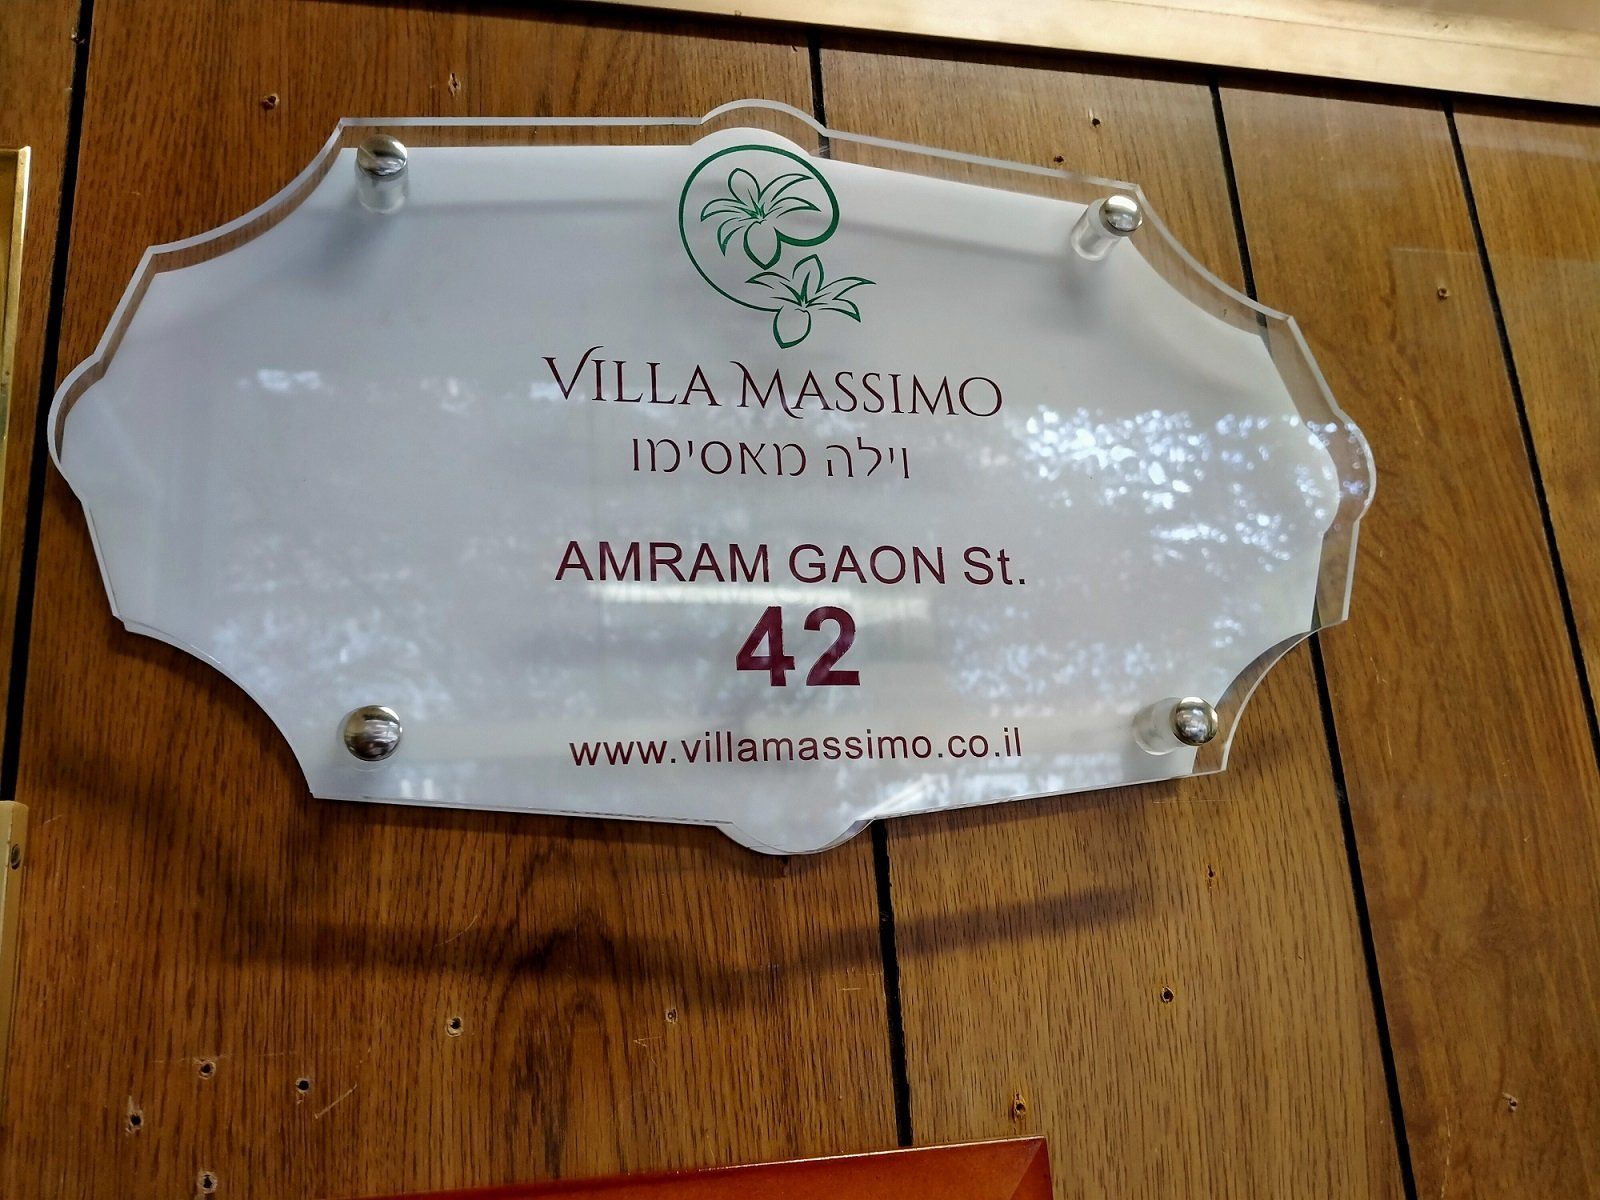 VILLA MASSIMO
וילה מאסימו
AMRAM GAON St.
42
www.villamassimo.co.il